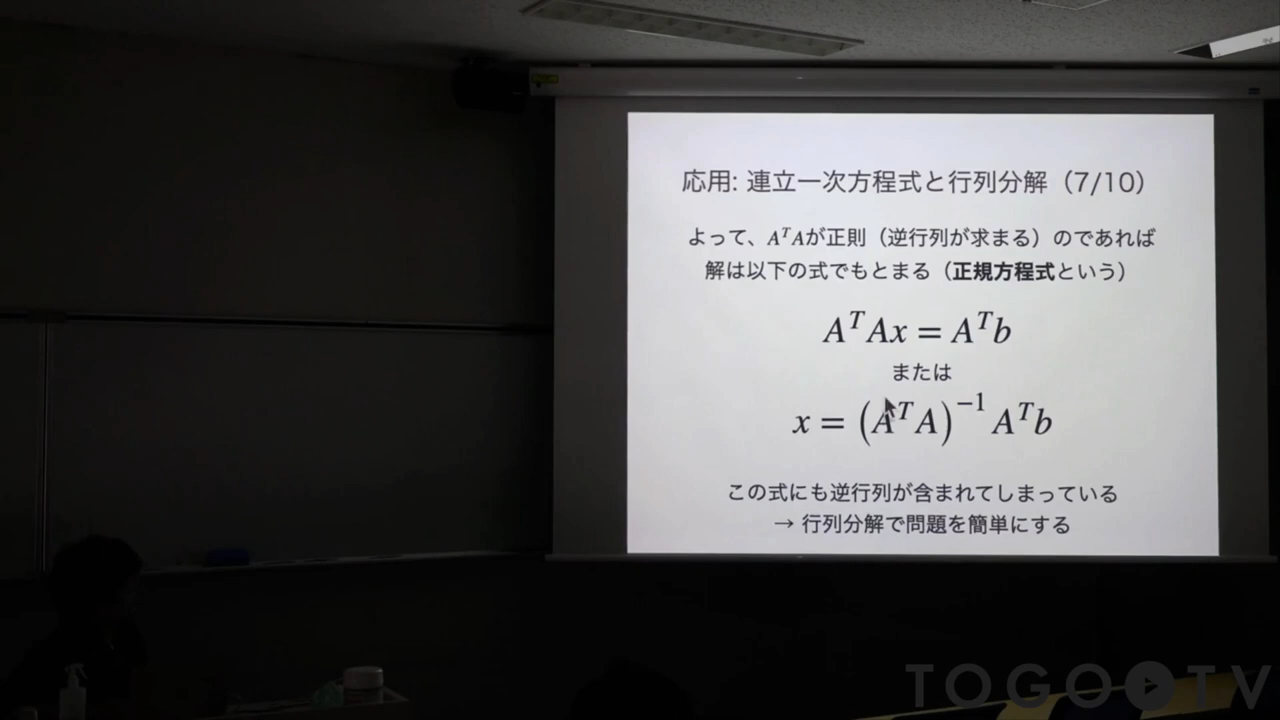 応用: 連立一次方程式と行列分解（7/10）
よって、AᵀAが正則（逆行列が求まる）のであれば
解は以下の式でもとまる（正規方程式という）
AᵀAx = Aᵀb
または
x = (AᵀA)⁻¹ Aᵀb
この式にも逆行列が含まれてしまっている
→ 行列分解で問題を簡単にする
TOGO TV